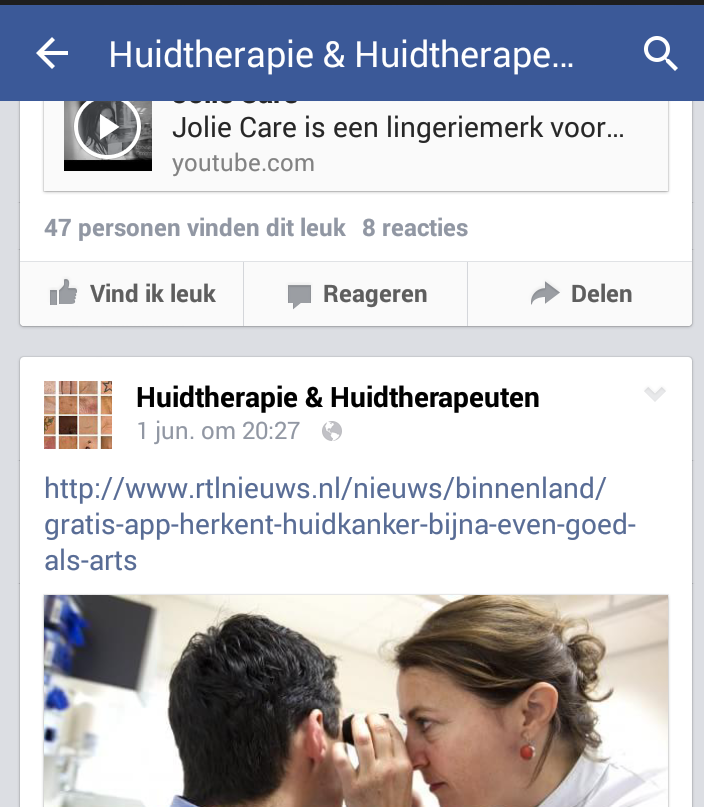 Huidtherapie & Huidtherape...
Jolie Care
Jolie Care is een lingeriemerk voor...
youtube.com
47 personen vinden dit leuk 8 reacties
Vind ik leuk Reageren Delen
Huidtherapie & Huidtherapeuten
1 jun. om 20:27
http://www.rtlnieuws.nl/nieuws/binnenland/
gratis-app-herkent-huidkanker-bijna-even-goed-
als-arts